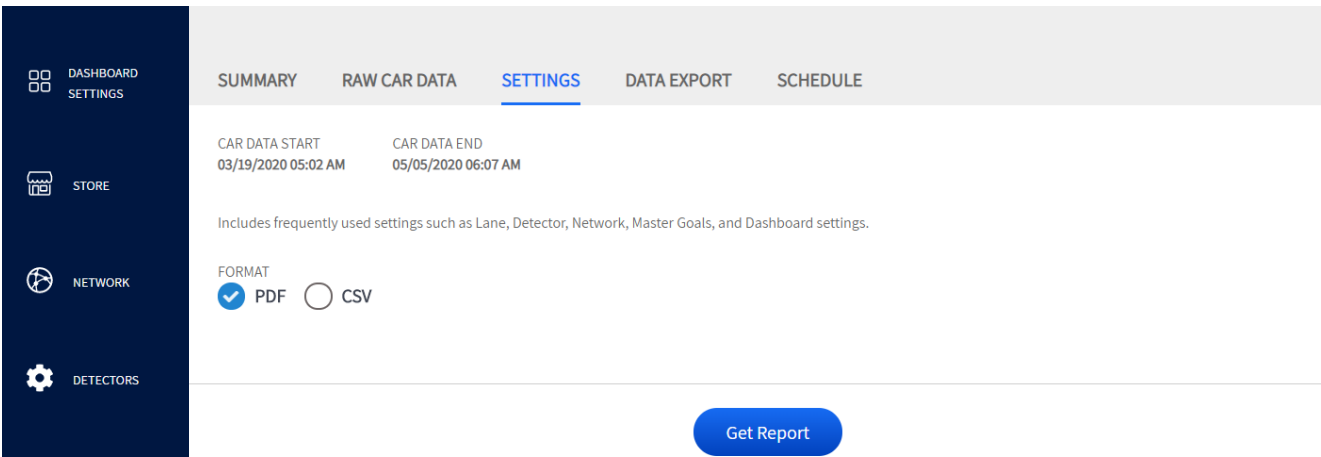 DASHBOARD
SETTINGS
STORE
NETWORK
DETECTORS
SUMMARY RAW CAR DATA SETTINGS DATA EXPORT SCHEDULE
CAR DATA START CAR DATA END
03/19/2020 05:02 AM 05/05/2020 06:07 AM
Includes frequently used settings such as Lane, Detector, Network, Master Goals, and Dashboard settings.
FORMAT
PDF CSV
Get Report